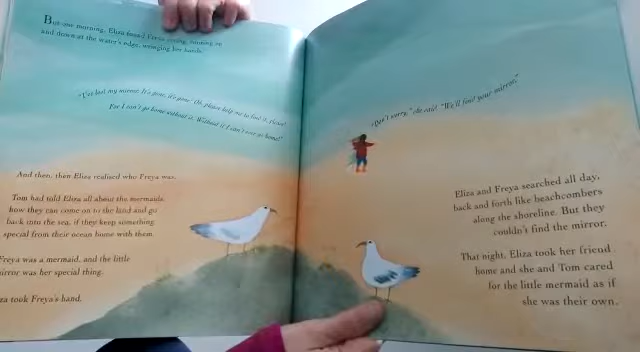 But one morning, Eliza found Freya crying, running up
and down at the water's edge, wringing her hands.
"I've lost my mirror. It's gone, it's gone. Oh, please help me to find it, Eliza!
For I can't go home without it. Without it I can't ever go home!"
And then, then Eliza realised who Freya was.
Tom had told Eliza all about the mermaids:
how they can come on to the land and go
back into the sea, if they keep something
special from their ocean home with them.
Freya was a mermaid, and the little
mirror was her special thing.
took Freya's hand.
"Don't worry," she said. "We'll find your mirror."
Eliza and Freya searched all day,
back and forth like beachcombers
along the shoreline. But they
couldn't find the mirror.
That night, Eliza took her friend
home and she and Tom cared
for the little mermaid as if
she was their own.